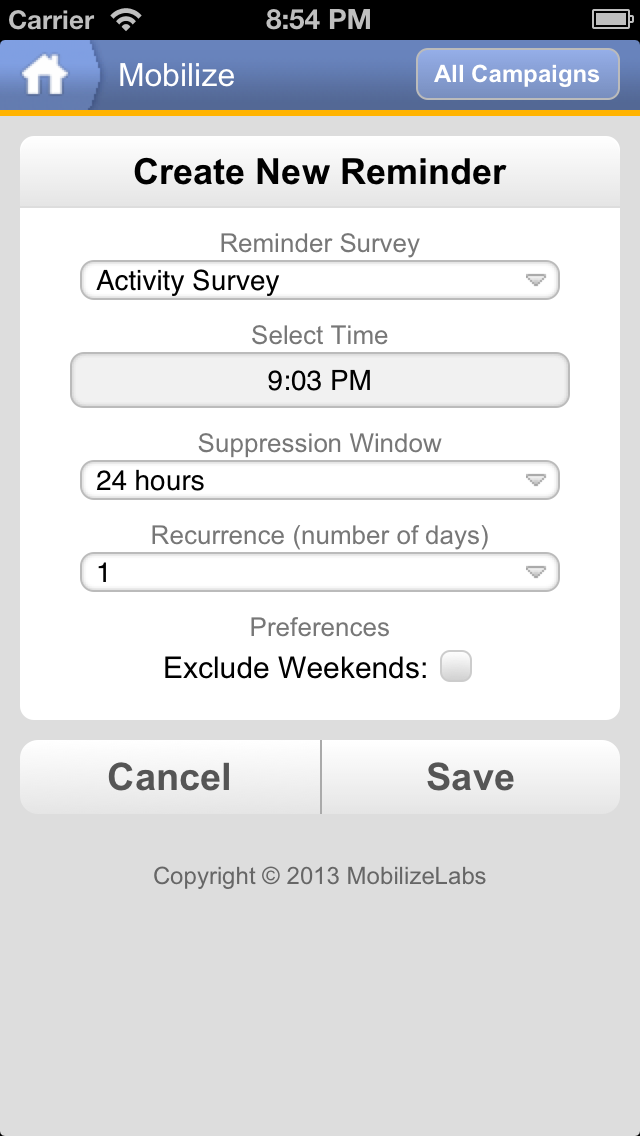 Carrier 8:54 PM
Mobilize All Campaigns
Create New Reminder
Reminder Survey
Activity Survey
Select Time
9:03 PM
Suppression Window
24 hours
Recurrence (number of days)
1
Preferences
Exclude Weekends:
Cancel Save
Copyright © 2013 MobilizeLabs